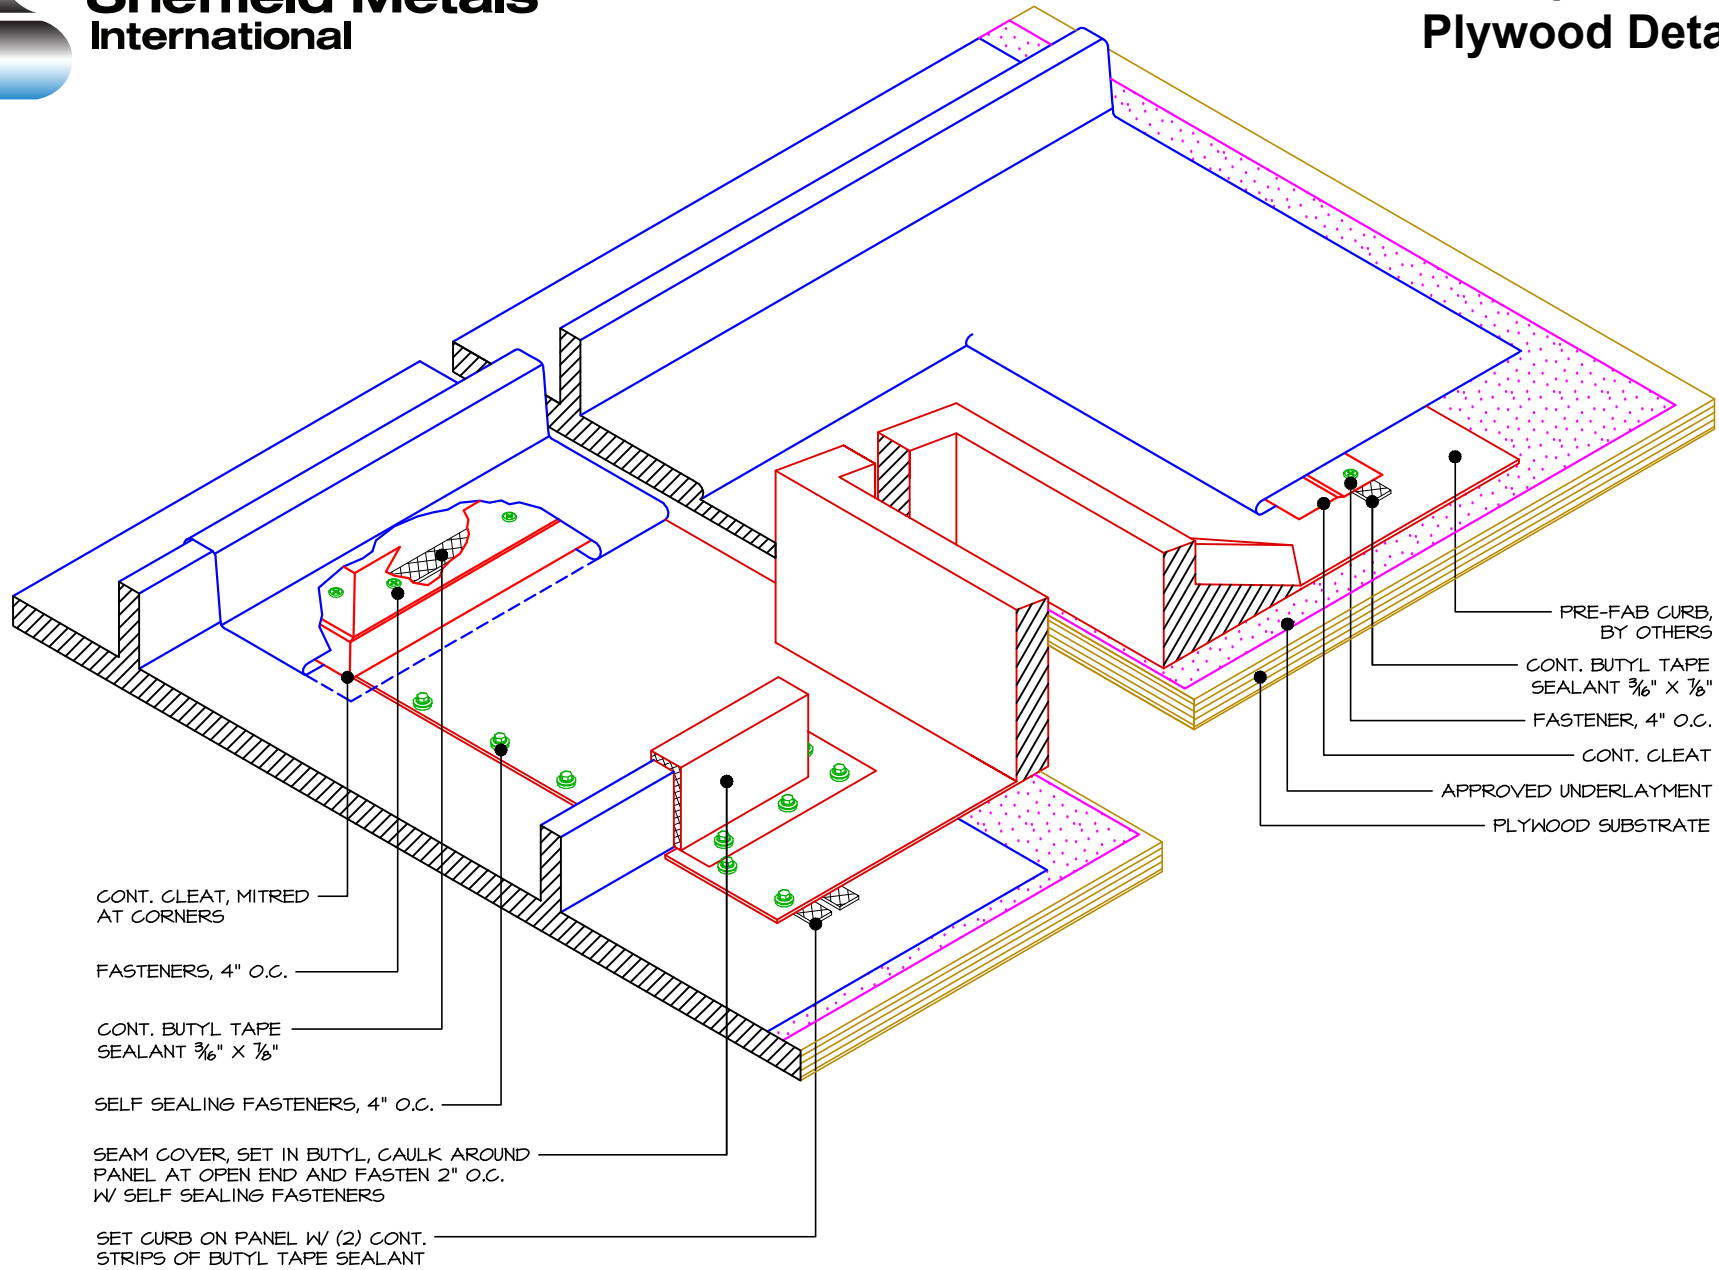 Sheffield Metals
International
Plywood Deta
PRE-FAB CURB,
BY OTHERS
CONT. BUTYL TAPE
SEALANT 3/16" X 7/8"
FASTENER, 4" O.C.
CONT. CLEAT
APPROVED UNDERLAYMENT
PLYWOOD SUBSTRATE
CONT. CLEAT, MITRED
AT CORNERS
FASTENERS, 4" O.C.
CONT. BUTYL TAPE
SEALANT 3/16" X 7/8"
SELF SEALING FASTENERS, 4" O.C.
SEAM COVER, SET IN BUTYL, CAULK AROUND
PANEL AT OPEN END AND FASTEN 2" O.C.
W/ SELF SEALING FASTENERS
SET CURB ON PANEL W/ (2) CONT.
STRIPS OF BUTYL TAPE SEALANT